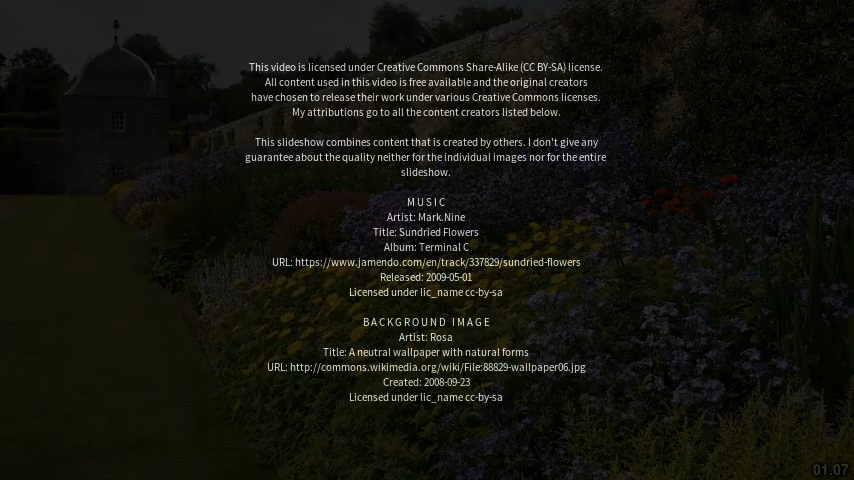 This video is licensed under Creative Commons Share-Alike (CC BY-SA) license.
All content used in this video is free available and the original creators
have chosen to release their work under various Creative Commons licenses.
My attributions go to all the content creators listed below.
This slideshow combines content that is created by others. I don't give any
guarantee about the quality neither for the individual images nor for the entire
slideshow.
MUSIC
Artist: Mark.Nine
Title: Sundried Flowers
Album: Terminal C
URL: https://www.jamendo.com/en/track/337829/sundried-flowers
Released: 2009-05-01
Licensed under lic_name cc-by-sa
BACKGROUND IMAGE
Artist: Rosa
Title: A neutral wallpaper with natural forms
URL: http://commons.wikimedia.org/wiki/File:88829-wallpaper06.jpg
Created: 2008-09-23
Licensed under lic_name cc-by-sa
01.07